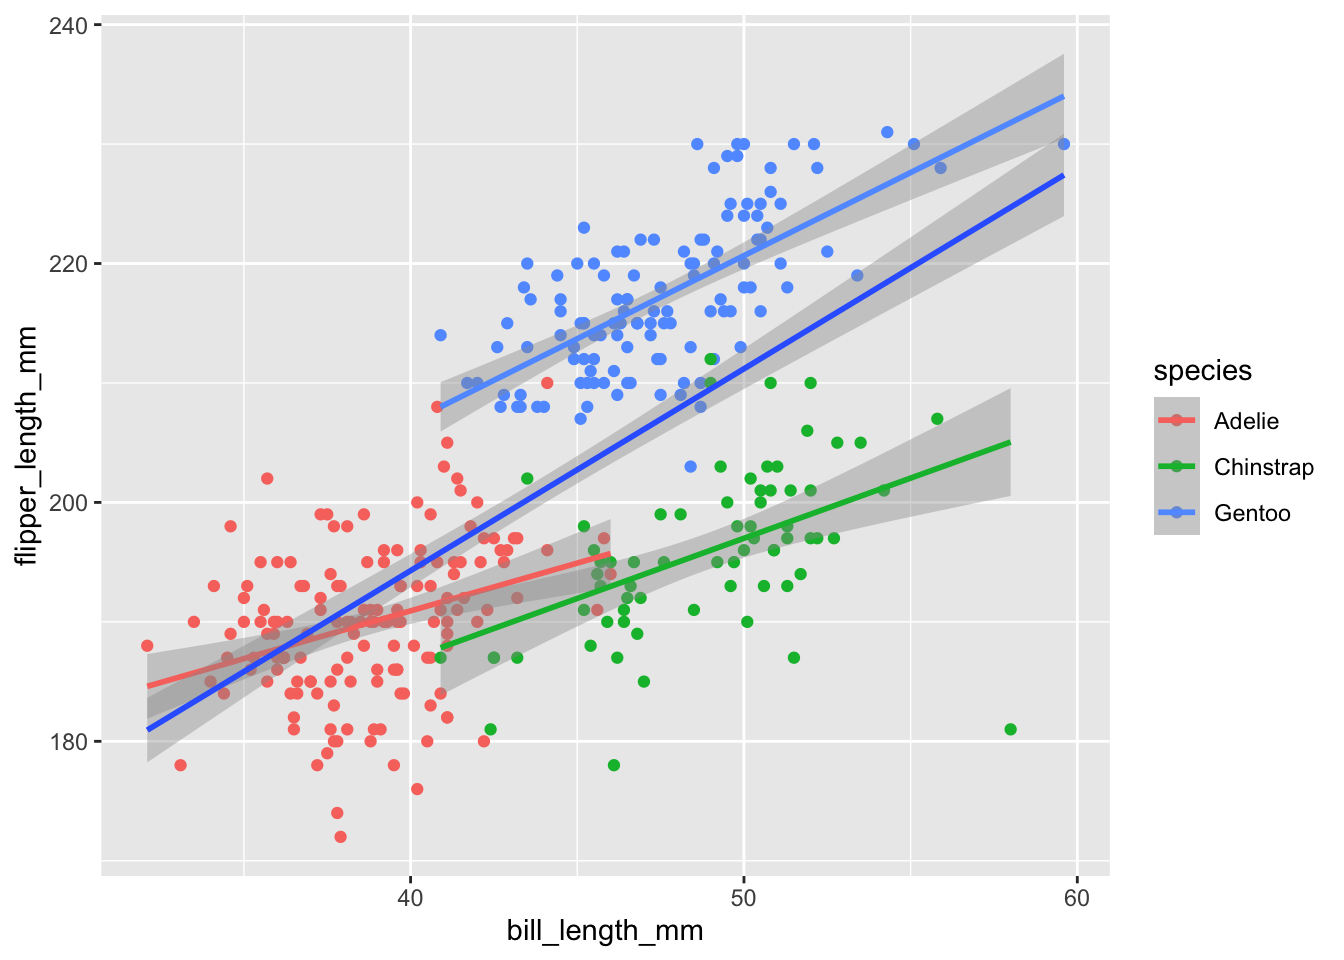 240
220
200
180
flipper_length_mm
40
50
60
bill_length_mm
species
Adelie
Chinstrap
Gentoo